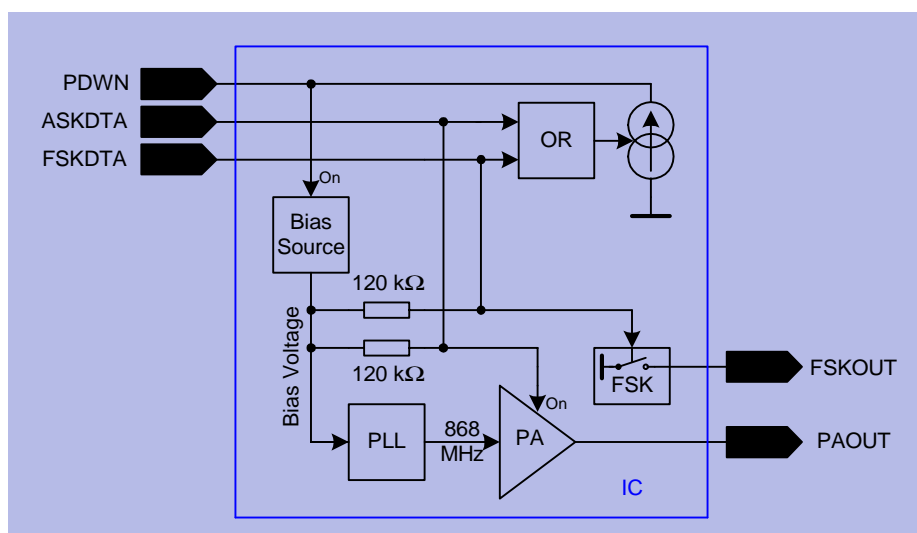 PDWN
ASKDTA
FSKDTA
OR
On
Bias
Source
120 kΩ
120 kΩ
Bias Voltage
FSK
FSKOUT
On
PLL
868
MHz
PA
PAOUT
IC